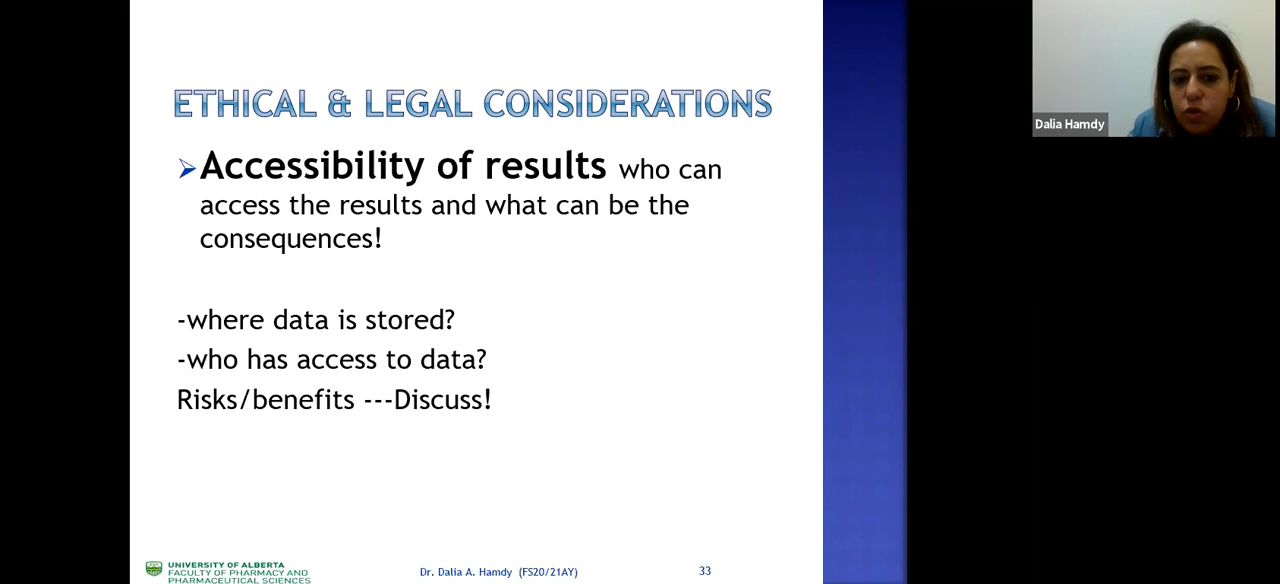 ETHICAL & LEGAL CONSIDERATIONS
➢Accessibility of results who can
access the results and what can be the
consequences!
-where data is stored?
-who has access to data?
Risks/benefits ---Discuss!
UNIVERSITY OF ALBERTA
FACULTY OF PHARMACY AND
PHARMACEUTICAL SCIENCES
Dr. Dalia A. Hamdy (FS20/21AY)
33
Dalia Hamdy